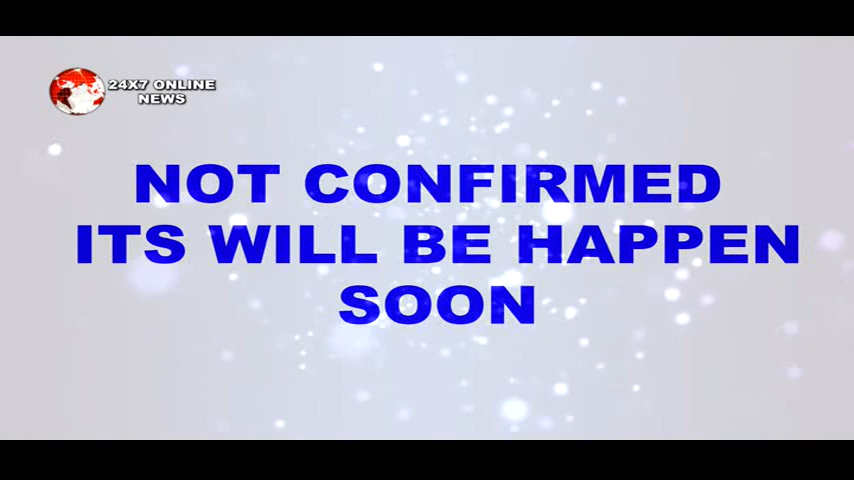 24X7 ONLINE
NEWS
NOT CONFIRMED
ITS WILL BE HAPPEN
SOON